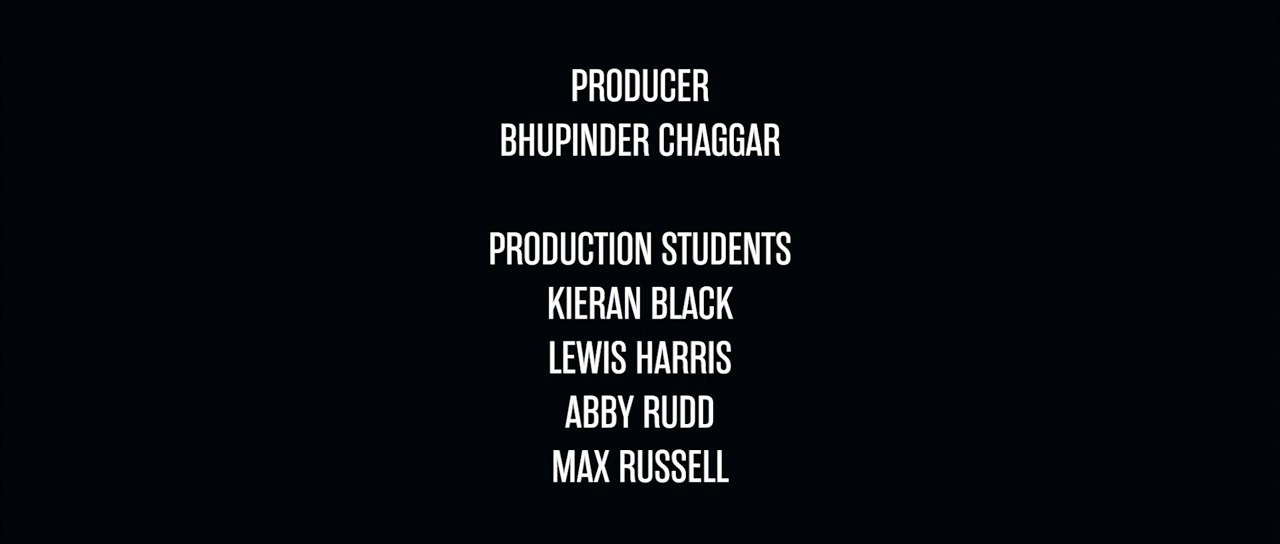 PRODUCER
BHUPINDER CHAGGAR
PRODUCTION STUDENTS
KIERAN BLACK
LEWIS HARRIS
ABBY RUDD
MAX RUSSELL